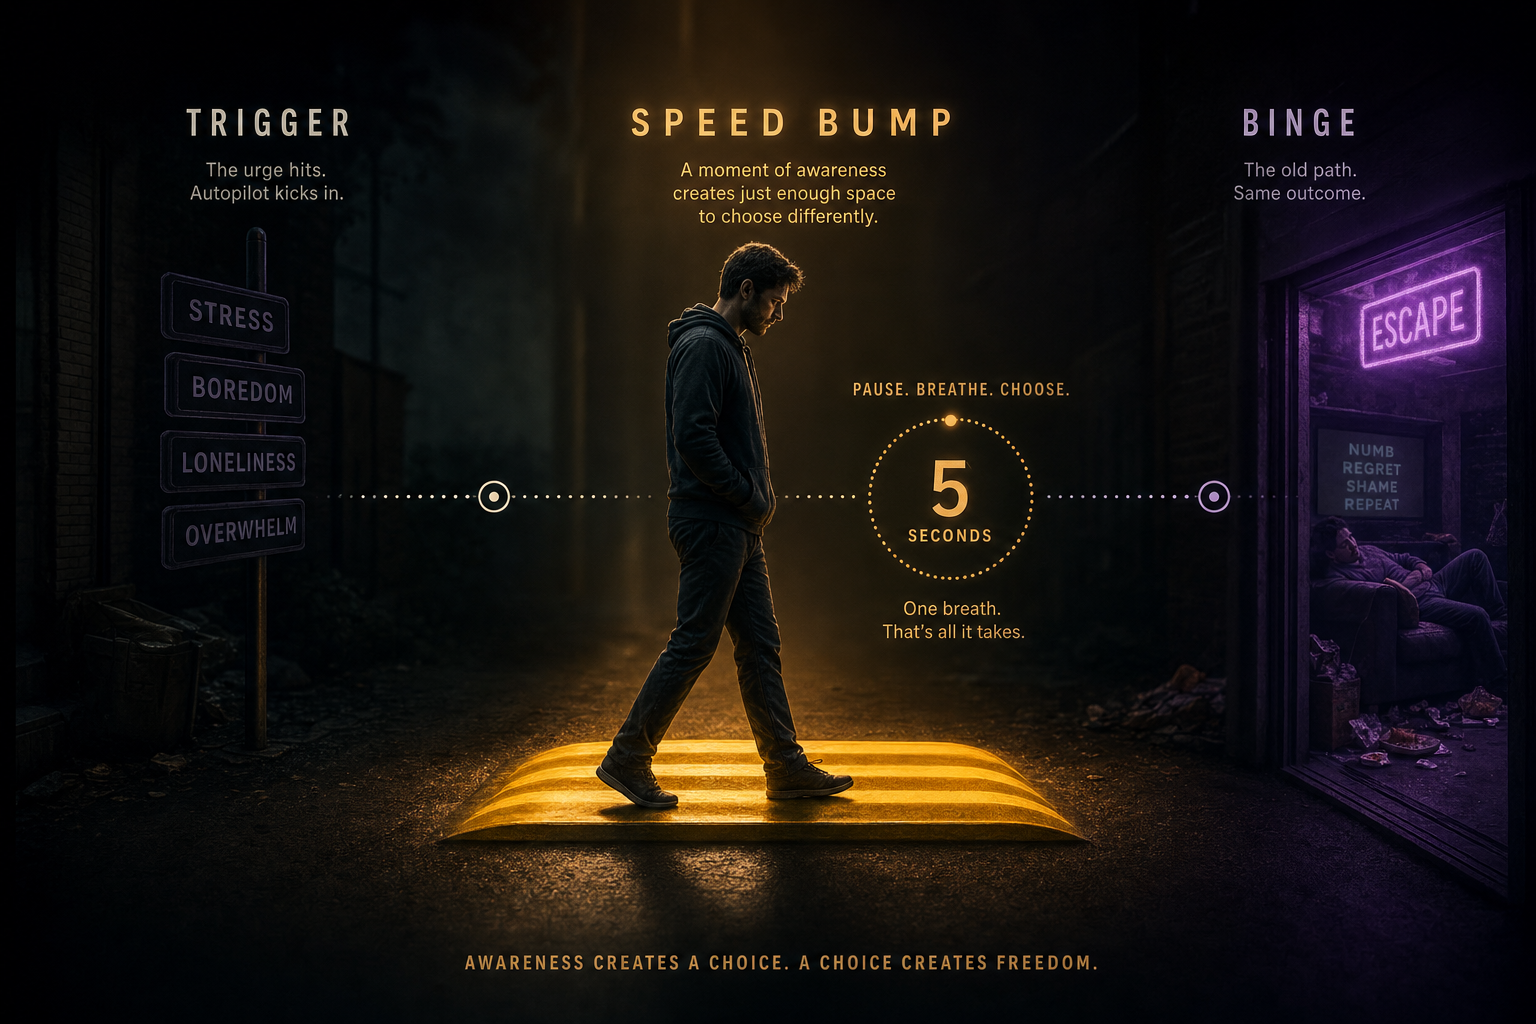 TRIGGER
The urge hits.
Autopilot kicks in.
STRESS
BOREDOM
LONELINESS
OVERWHELM
SPEED BUMP
A moment of awareness
creates just enough space
to choose differently.
PAUSE. BREATHE. CHOOSE.
5
SECONDS
One breath.
That's all it takes.
BINGE
The old path.
Same outcome.
ESCAPE
NUMB
REGRET
SHAME
REPEAT
AWARENESS CREATES A CHOICE. A CHOICE CREATES FREEDOM.